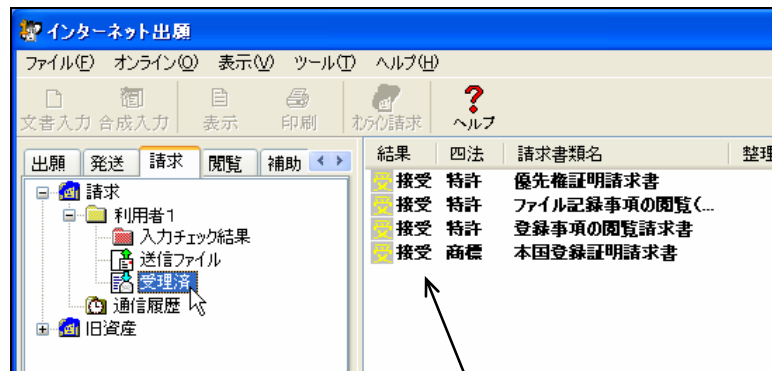 インターネット出願
ファイル(F) オンライン(O) 表示(V) ツール(T) ヘルプ(H)
文書入力 合成入力 表示 印刷 オンライン請求 ヘルプ
出願 発送 請求 閲覧 補助
請求
利用者1
入力チェック結果
送信ファイル
受理済
通信履歴
旧資産
結果 四法 請求書類名 整理
受 接受 特許 優先権証明請求書
受 接受 特許 ファイル記録事項の閲覧(...
受 接受 特許 登録事項の閲覧請求書
受 接受 商標 本国登録証明請求書